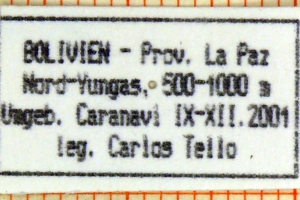 BOLIVIEN - Prov. La Paz
Nord-Yungas, 500-1000 m
Umgeb. Caranavi IX-XII.2001
leg. Carlos Tello